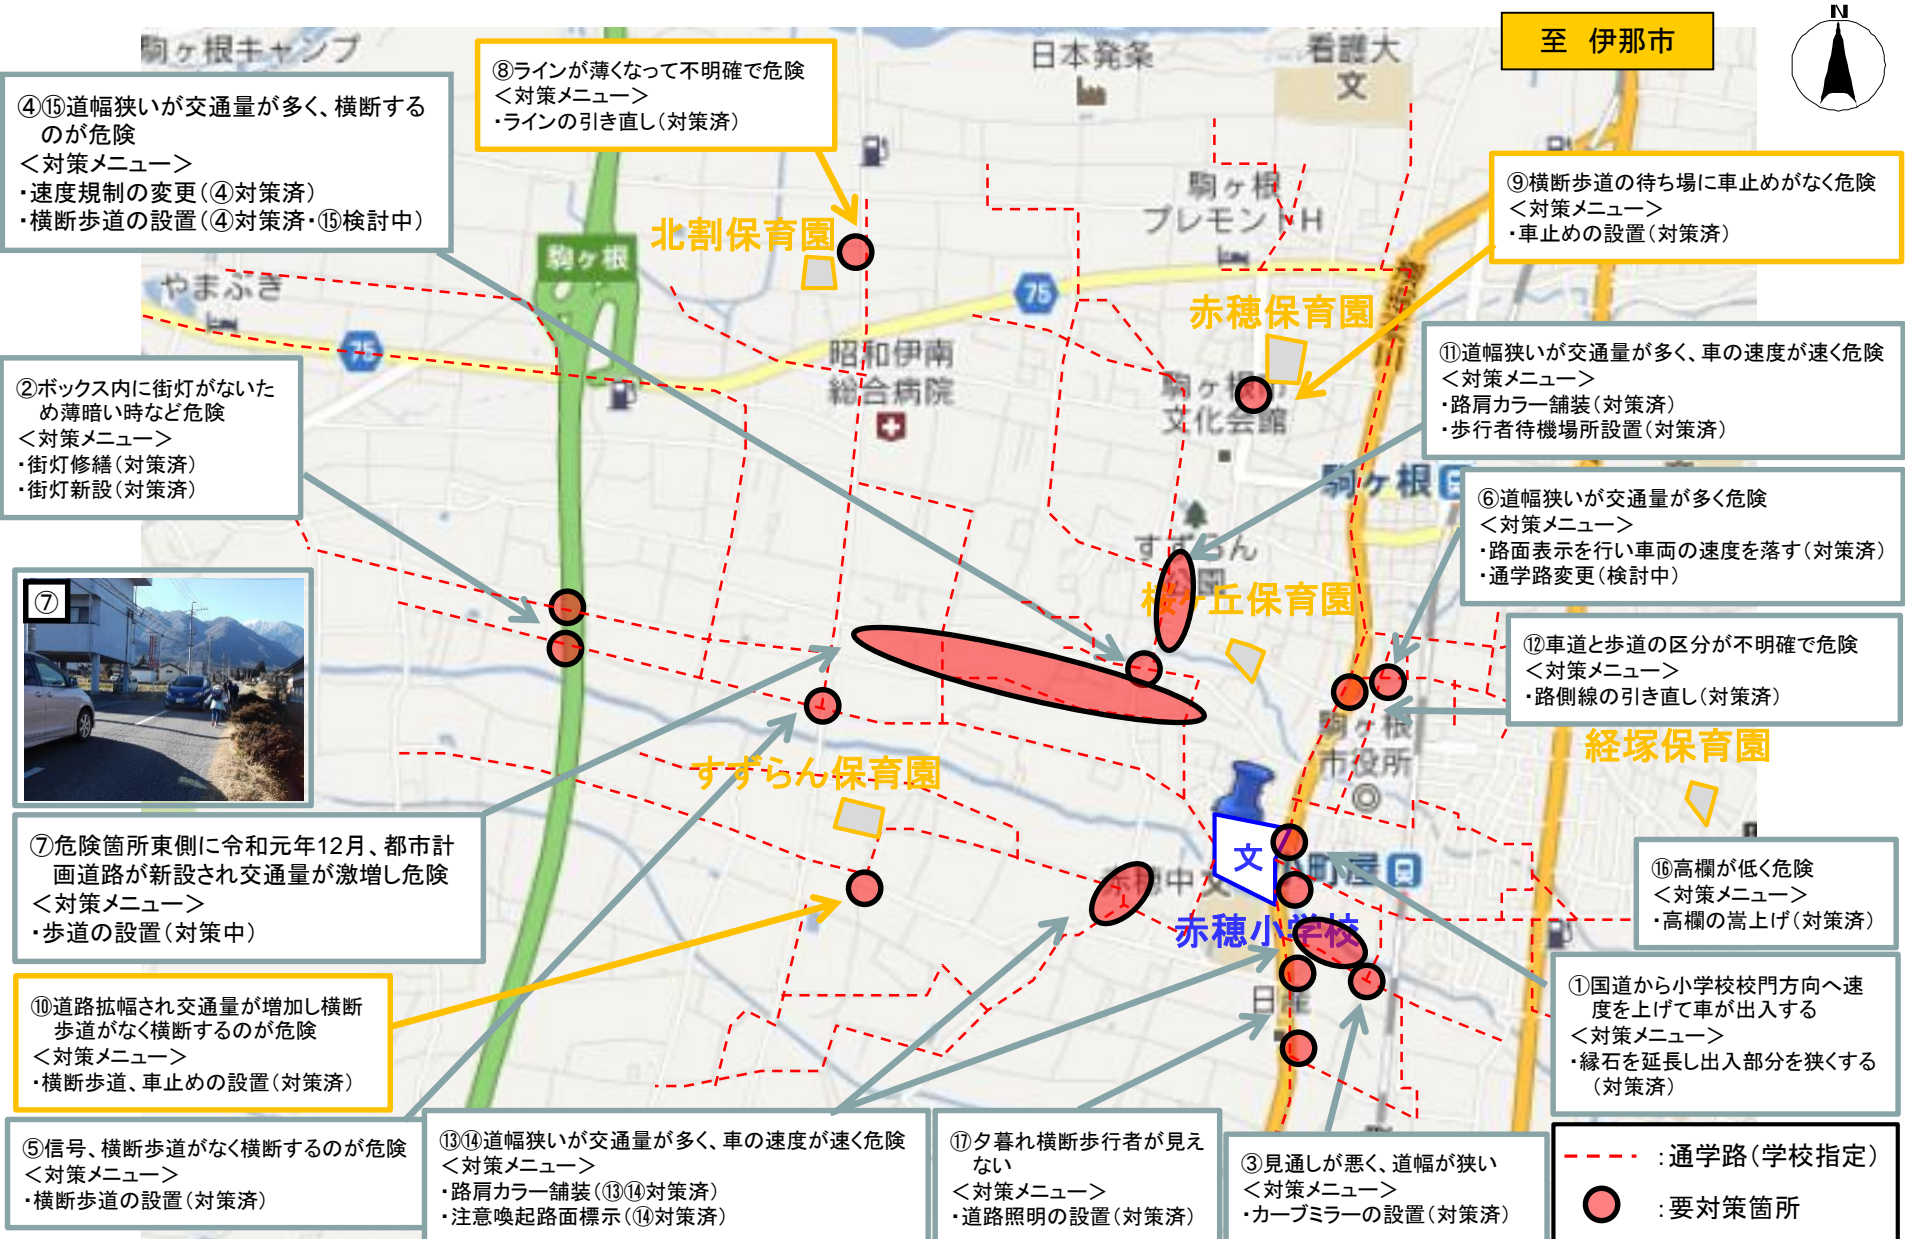 至 伊那市
N
駒ヶ根キャンプ
日本発条
看護大
文
④⑮道幅狭いが交通量が多く、横断する
のが危険
＜対策メニュー＞
・速度規制の変更(④対策済)
・横断歩道の設置(④対策済・⑮検討中)
⑧ラインが薄くなって不明確で危険
＜対策メニュー＞
・ラインの引き直し(対策済)
⑨横断歩道の待ち場に車止めがなく危険
＜対策メニュー＞
・車止めの設置(対策済)
駒ヶ根
プレモントH
北割保育園
駒ヶ根
やまぶき
75
75
赤穂保育園
昭和伊南
総合病院
文化会館
⑪道幅狭いが交通量が多く、車の速度が速く危険
＜対策メニュー＞
・路肩カラー舗装(対策済)
・歩行者待機場所設置(対策済)
②ボックス内に街灯がないた
め薄暗い時など危険
＜対策メニュー＞
・街灯修繕(対策済)
・街灯新設(対策済)
駒ヶ根
⑥道幅狭いが交通量が多く危険
＜対策メニュー＞
・路面表示を行い車両の速度を落す(対策済)
・通学路変更(検討中)
すずらん
園
桜ヶ丘保育園
⑦
⑫車道と歩道の区分が不明確で危険
＜対策メニュー＞
・路側線の引き直し(対策済)
駒ヶ根
市役所
経塚保育園
すずらん保育園
⑦危険箇所東側に令和元年12月、都市計
画道路が新設され交通量が激増し危険
＜対策メニュー＞
・歩道の設置(対策中)
文
赤穂中文
町屋
赤穂小学校
⑯高欄が低く危険
＜対策メニュー＞
・高欄の嵩上げ(対策済)
日産
①国道から小学校校門方向へ速
度を上げて車が出入する
＜対策メニュー＞
・縁石を延長し出入部分を狭くする
(対策済)
⑩道路拡幅され交通量が増加し横断
歩道がなく横断するのが危険
＜対策メニュー＞
・横断歩道、車止めの設置(対策済)
⑤信号、横断歩道がなく横断するのが危険
＜対策メニュー＞
・横断歩道の設置(対策済)
⑬⑭道幅狭いが交通量が多く、車の速度が速く危険
＜対策メニュー＞
・路肩カラー舗装(⑬⑭対策済)
・注意喚起路面標示(⑭対策済)
⑰夕暮れ横断歩行者が見え
ない
＜対策メニュー＞
・道路照明の設置(対策済)
③見通しが悪く、道幅が狭い
＜対策メニュー＞
・カーブミラーの設置(対策済)
：通学路(学校指定)
：要対策箇所